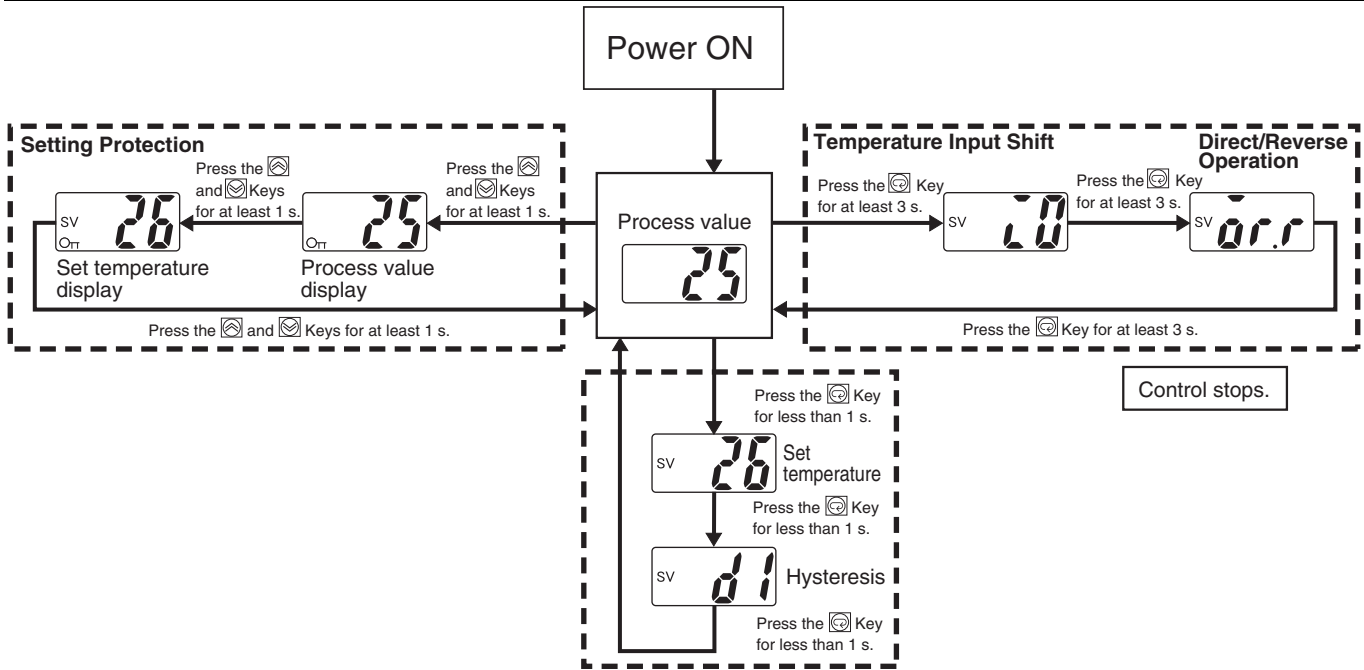 Power ON
Setting Protection
Press the
and Keys
for at least 1 s.
Press the
and Keys
for at least 1 s.
SV 26
Set temperature
display
25
Process value
display
Press the and Keys for at least 1 s.
Process value
25
Temperature Input Shift
Direct/Reverse
Operation
Press the Key
for at least 3 s.
SV
Press the Key
for at least 3 s.
SV
Press the Key for at least 3 s.
Control stops.
Press the Key
for less than 1 s.
SV 26
Set
temperature
Press the Key
for less than 1 s.
SV d1
Hysteresis
Press the Key
for less than 1 s.